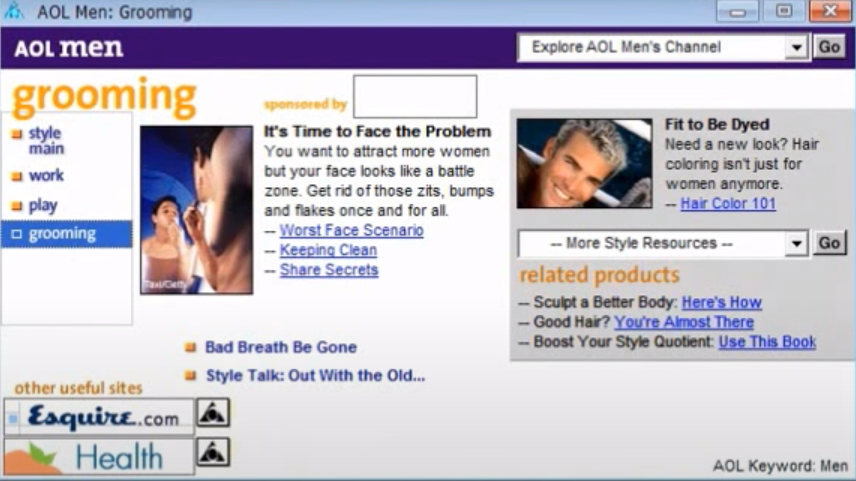 AOL Men: Grooming
AOL men
Explore AOL Men's Channel
Go
grooming
sponsored by
style
main
work
play
grooming
Taxi/Getty
It's Time to Face the Problem
You want to attract more women
but your face looks like a battle
zone. Get rid of those zits, bumps
and flakes once and for all.
-- Worst Face Scenario
-- Keeping Clean
-- Share Secrets
Fit to Be Dyed
Need a new look? Hair
coloring isn't just for
women anymore.
-- Hair Color 101
-- More Style Resources --
Go
related products
-- Sculpt a Better Body: Here's How
-- Good Hair? You're Almost There
-- Boost Your Style Quotient: Use This Book
Bad Breath Be Gone
Style Talk: Out With the Old...
other useful sites
Esquire.com
Health
AOL Keyword: Men